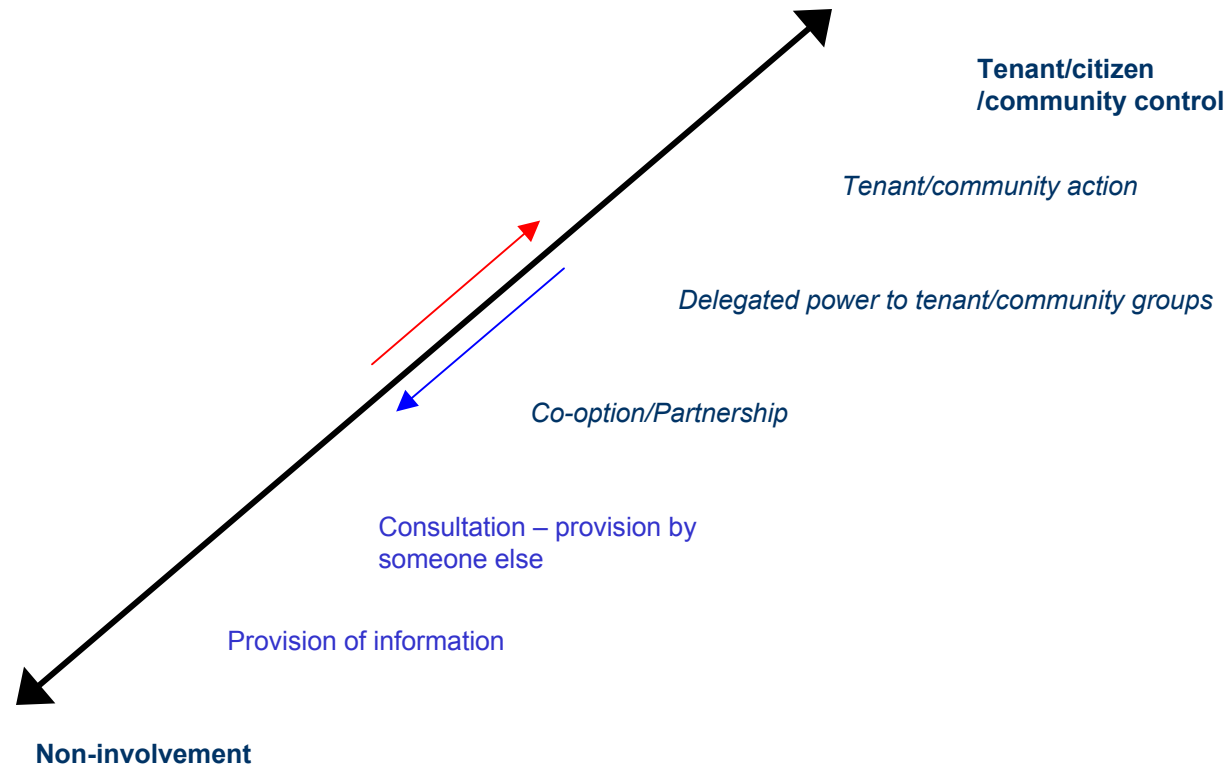 Tenant/citizen
/community control
Tenant/community action
Delegated power to tenant/community groups
Co-option/Partnership
Consultation – provision by
someone else
Provision of information
Non-involvement